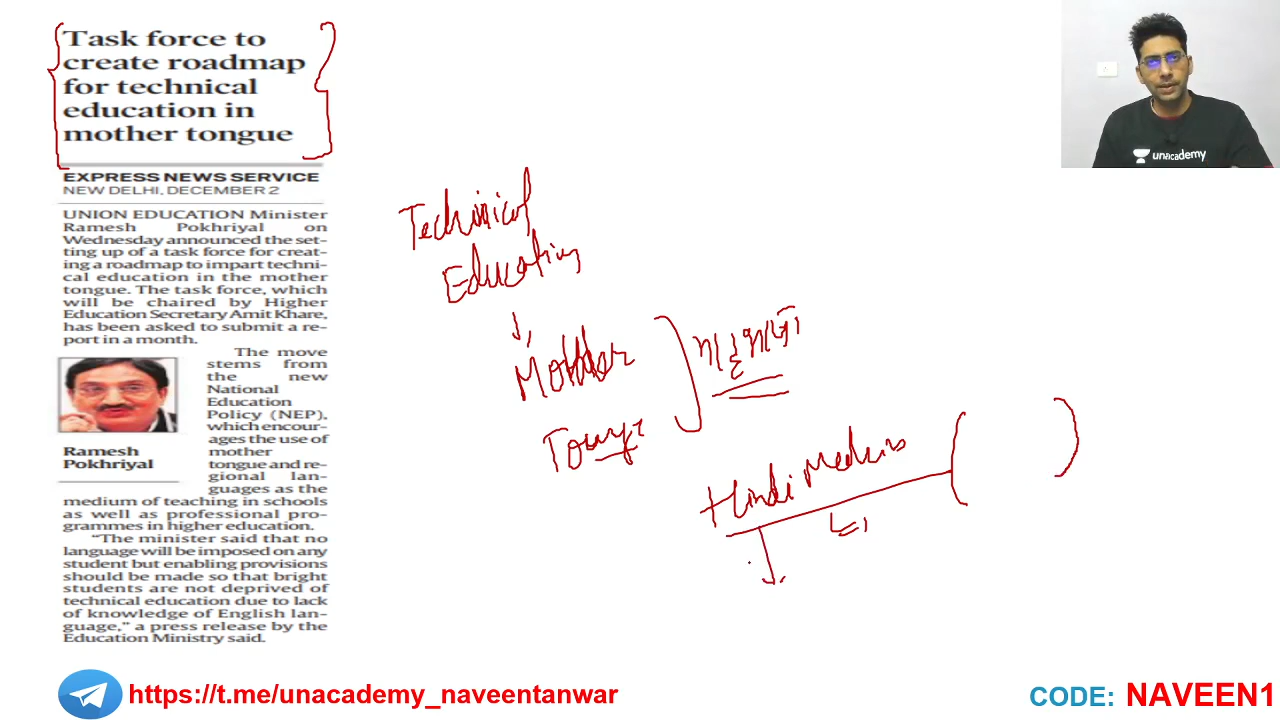 Task force to
create roadmap
for technical
education in
mother tongue
EXPRESS NEWS SERVICE
NEW DELHI, DECEMBER 2
UNION EDUCATION Minister
Ramesh Pokhriyal on
Wednesday announced the set-
ting up of a task force for creat-
ing a roadmap to impart techni-
cal education in the mother
tongue. The task force, which
will be chaired by Higher
Education Secretary Amit Khare,
has been asked to submit a re-
port in a month.
The move
stems from
the new
National
Education
Policy (NEP),
which encour-
ages the use of
mother
tongue and re-
gional lan-
guages as the
Ramesh
Pokhriyal
medium of teaching in schools
as well as professional pro-
grammes in higher education.
"The minister said that no
language will be imposed on any
student but enabling provisions
should be made so that bright
students are not deprived of
technical education due to lack
of knowledge of English lan-
guage," a press release by the
Education Ministry said.
Technical
Education
Mother
Hindi Medium
unacademy
https://t.me/unacademy_naveentanwar
CODE: NAVEEN1